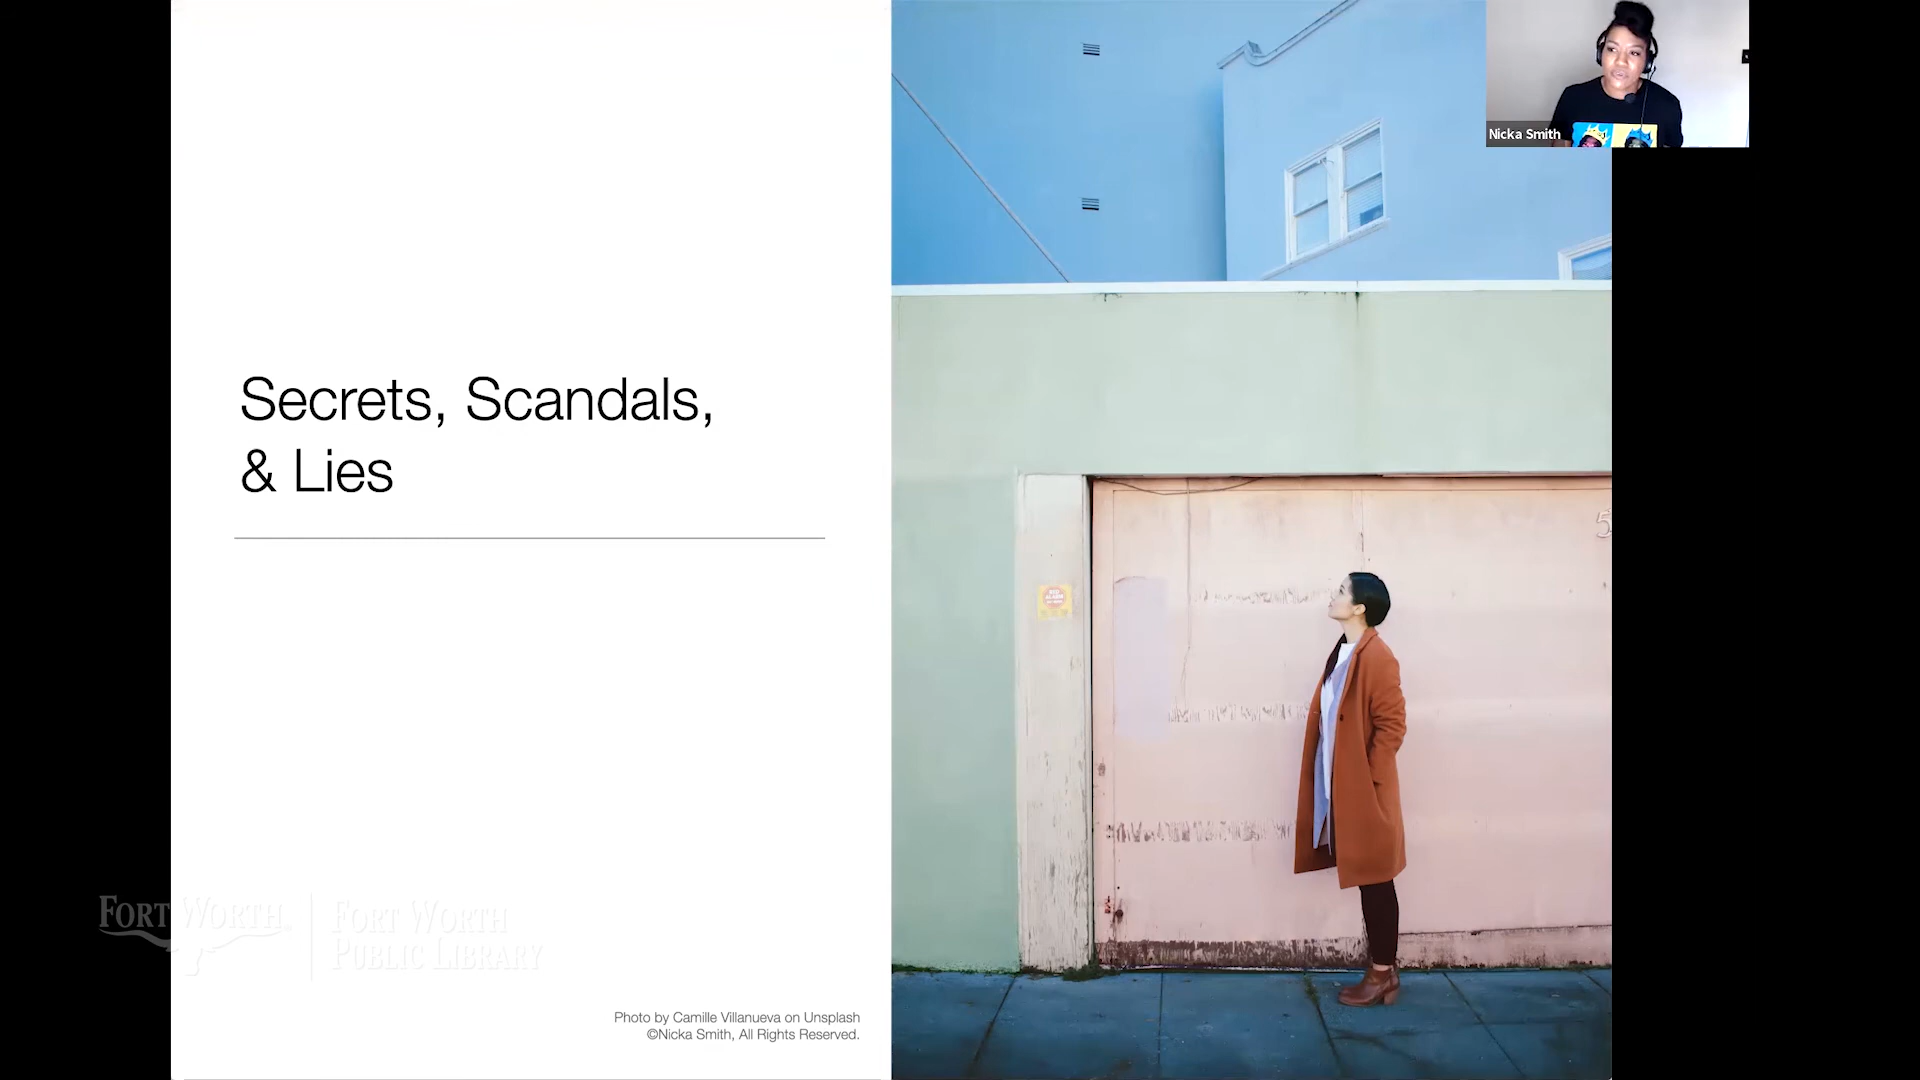 Nicka Smith
Secrets, Scandals,
& Lies
5
FORT WORTH
FORT WORTH
PUBLIC LIBRARY
Photo by Camille Villanueva on Unsplash
©Nicka Smith, All Rights Reserved.